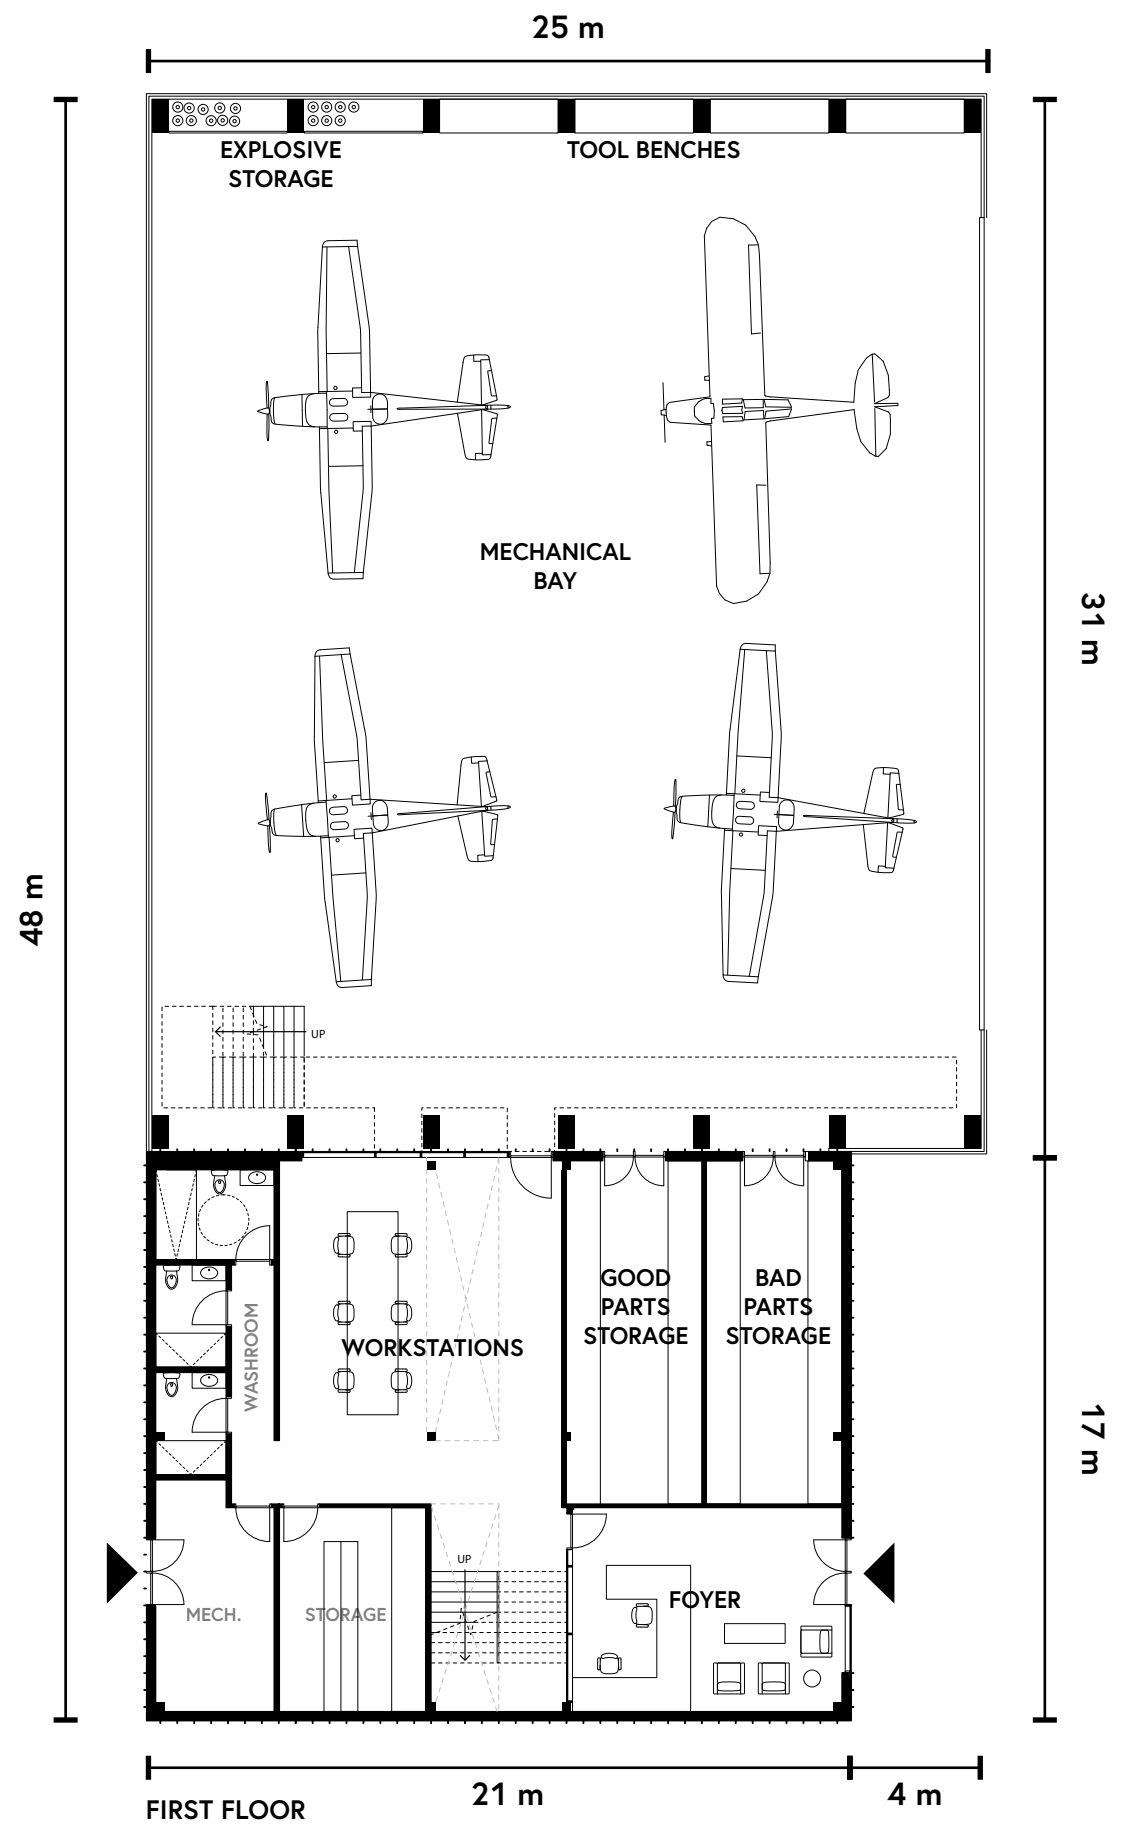 25 m
EXPLOSIVE
STORAGE
TOOL BENCHES
MECHANICAL
BAY
31 m
48 m
UP
GOOD
PARTS
STORAGE
BAD
PARTS
STORAGE
WASHROOM
WORKSTATIONS
17 m
UP
MECH.
STORAGE
FOYER
21 m
4 m
FIRST FLOOR